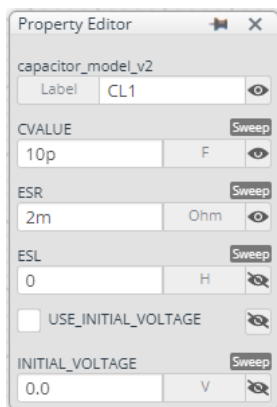 Property Editor
capacitor_model_v2
Label CL1
CVALUE Sweep
10p F
ESR Sweep
2m Ohm
ESL Sweep
0 H
USE_INITIAL_VOLTAGE
INITIAL_VOLTAGE Sweep
0.0 V